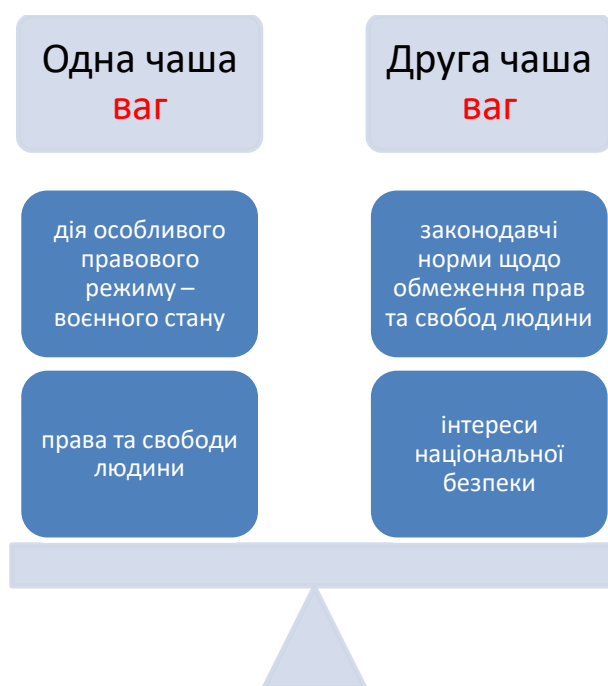 Одна чаша
ваг
Друга чаша
ваг
дія особливого
правового
режиму –
воєнного стану
законодавчі
норми щодо
обмеження прав
та свобод людини
права та свободи
людини
інтереси
національної
безпеки